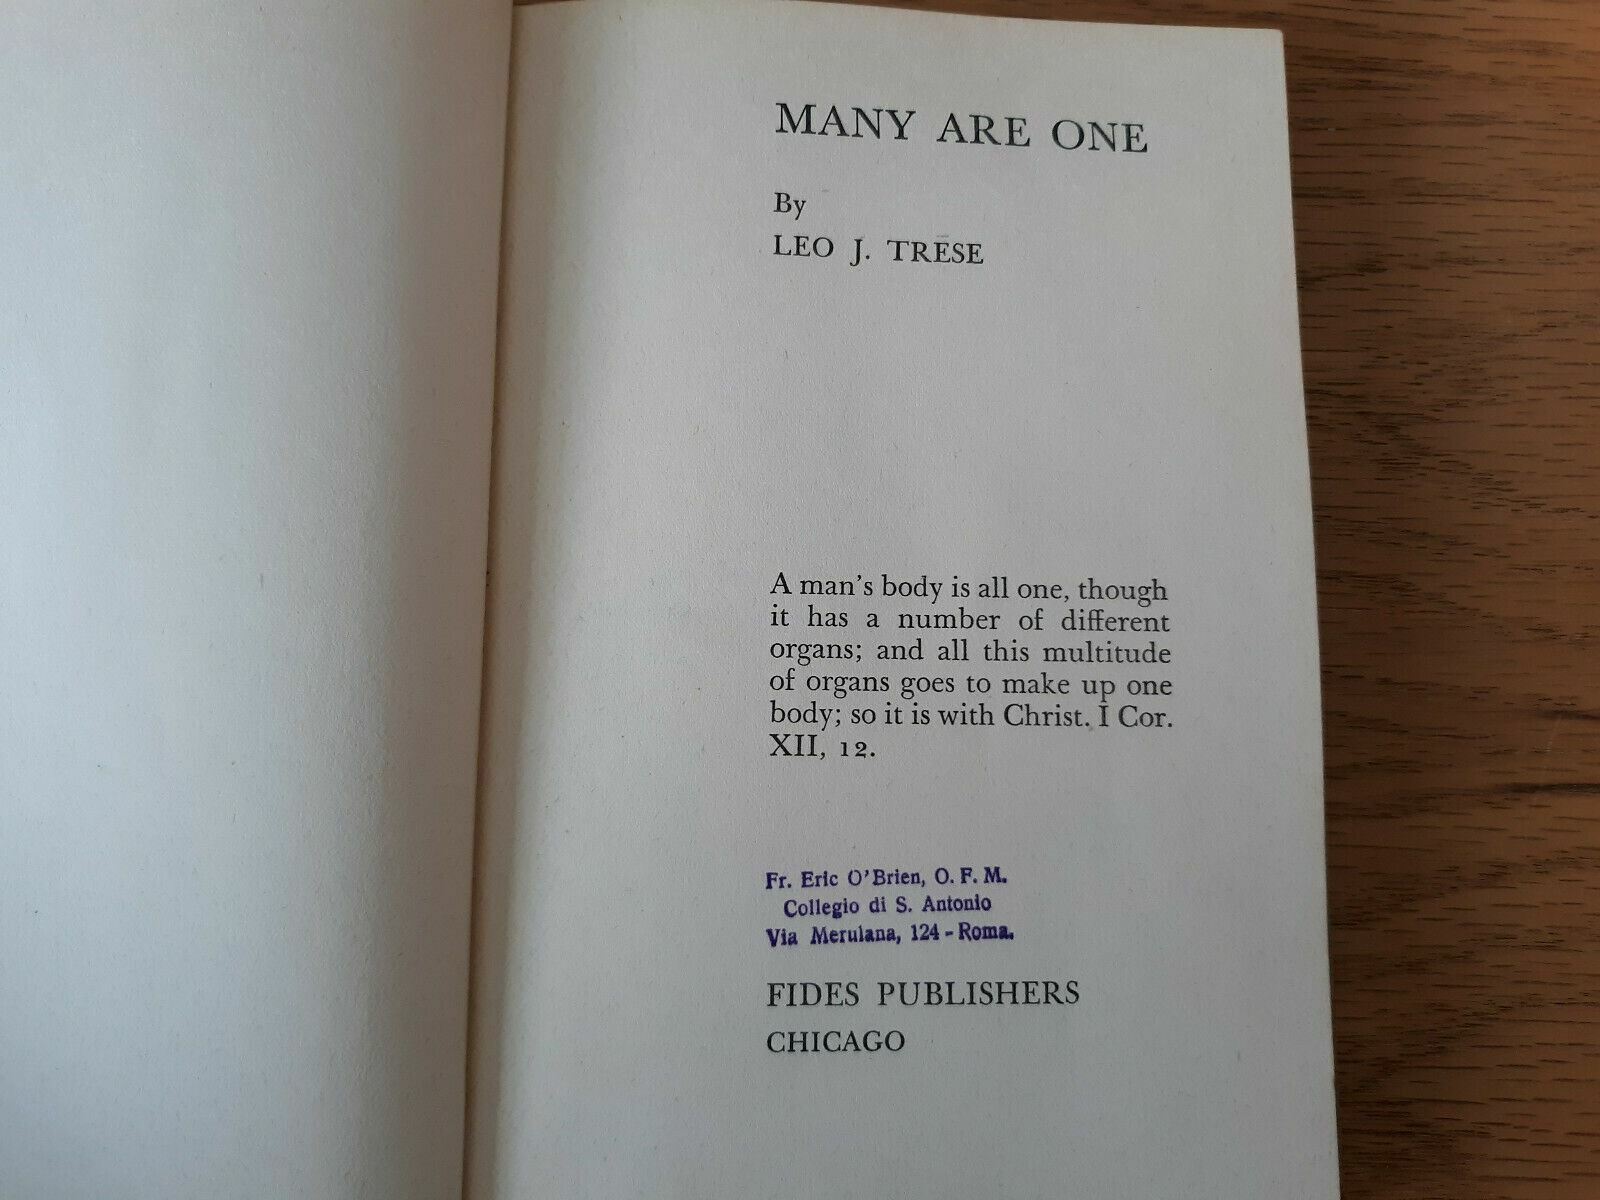 MANY ARE ONE
By
LEO J. TRESE
A man's body is all one, though
it has a number of different
organs; and all this multitude
of organs goes to make up one
body; so it is with Christ. I Cor.
XII, 12.
Fr. Eric O'Brien, O. F. M.
Collegio di S. Antonio
Via Merulana, 124 - Roma.
FIDES PUBLISHERS
CHICAGO